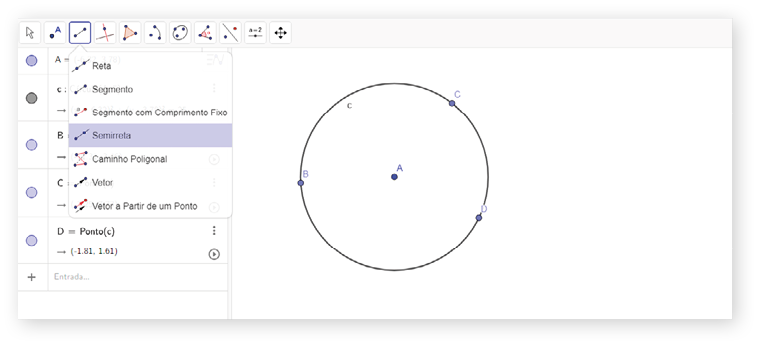 A
a=2
A =
Reta
c :
Segmento
Segmento com Comprimento Fixo
B
Semirreta
Caminho Poligonal
C
Vetor
Vetor a Partir de um Ponto
D = Ponto(c)
→ (-1.81, 1.61)
Entrada...
C
c
A
B
D